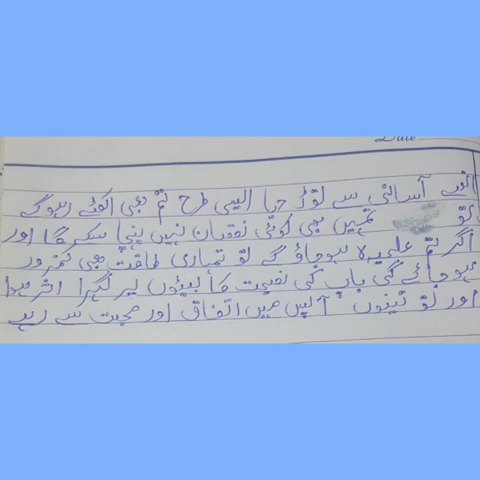 Date
انہیں آسانی سے توڑ دیا اسی طرح تم بھی اکٹھے رہو گے
تو تمہیں بھی کوئی نقصان نہیں پہنچا سکے گا اور
اگر تم علیحدہ ہو جاؤ گے تو تمہاری طاقت بھی کمزور
ہو جائے گی باپ کی نصیحت کا بیٹوں پر گہرا اثر ہوا
اور تو تینوں آپس میں اتفاق اور محبت سے رہے